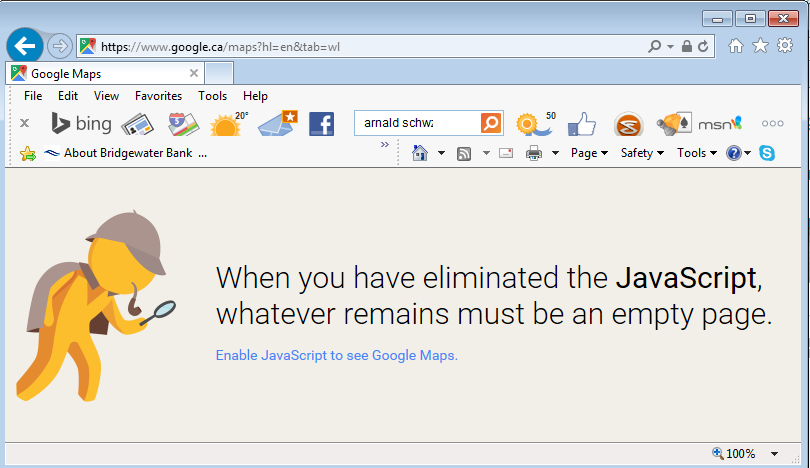 https://www.google.ca/maps?hl=en&tab=wl
Google Maps
File Edit View Favorites Tools Help
bing 20° arnald schwz 50 msn
About Bridgewater Bank ... Page Safety Tools
When you have eliminated the JavaScript,
whatever remains must be an empty page.
Enable JavaScript to see Google Maps.
100%